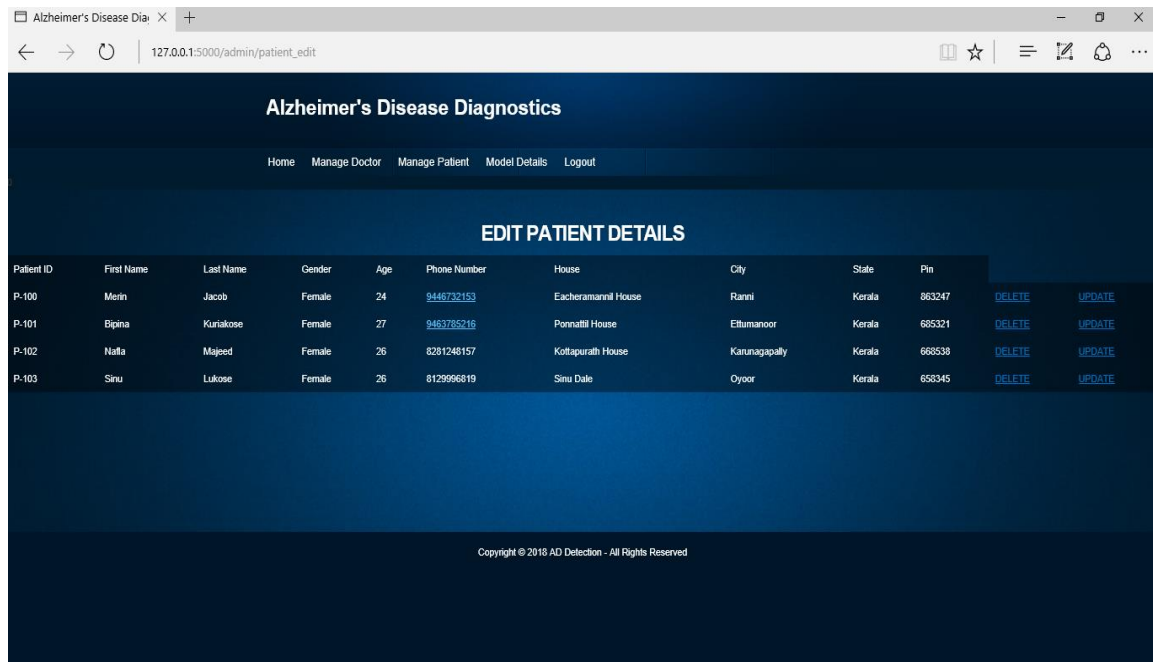 Alzheimer's Disease Dia
127.0.0.1:5000/admin/patient_edit
Alzheimer's Disease Diagnostics
Home Manage Doctor Manage Patient Model Details Logout
EDIT PATIENT DETAILS
Patient ID First Name Last Name Gender Age Phone Number House City State Pin
P-100 Merin Jacob Female 24 9446732153 Eacheramannil House Ranni Kerala 863247 DELETE UPDATE
P-101 Bipina Kuriakose Female 27 9463785216 Ponnattil House Ettumanoor Kerala 685321 DELETE UPDATE
P-102 Nafla Majeed Female 26 8281248157 Kottapurath House Karunagapally Kerala 668538 DELETE UPDATE
P-103 Sinu Lukose Female 26 8129996819 Sinu Dale Oyoor Kerala 658345 DELETE UPDATE
Copyright © 2018 AD Detection - All Rights Reserved